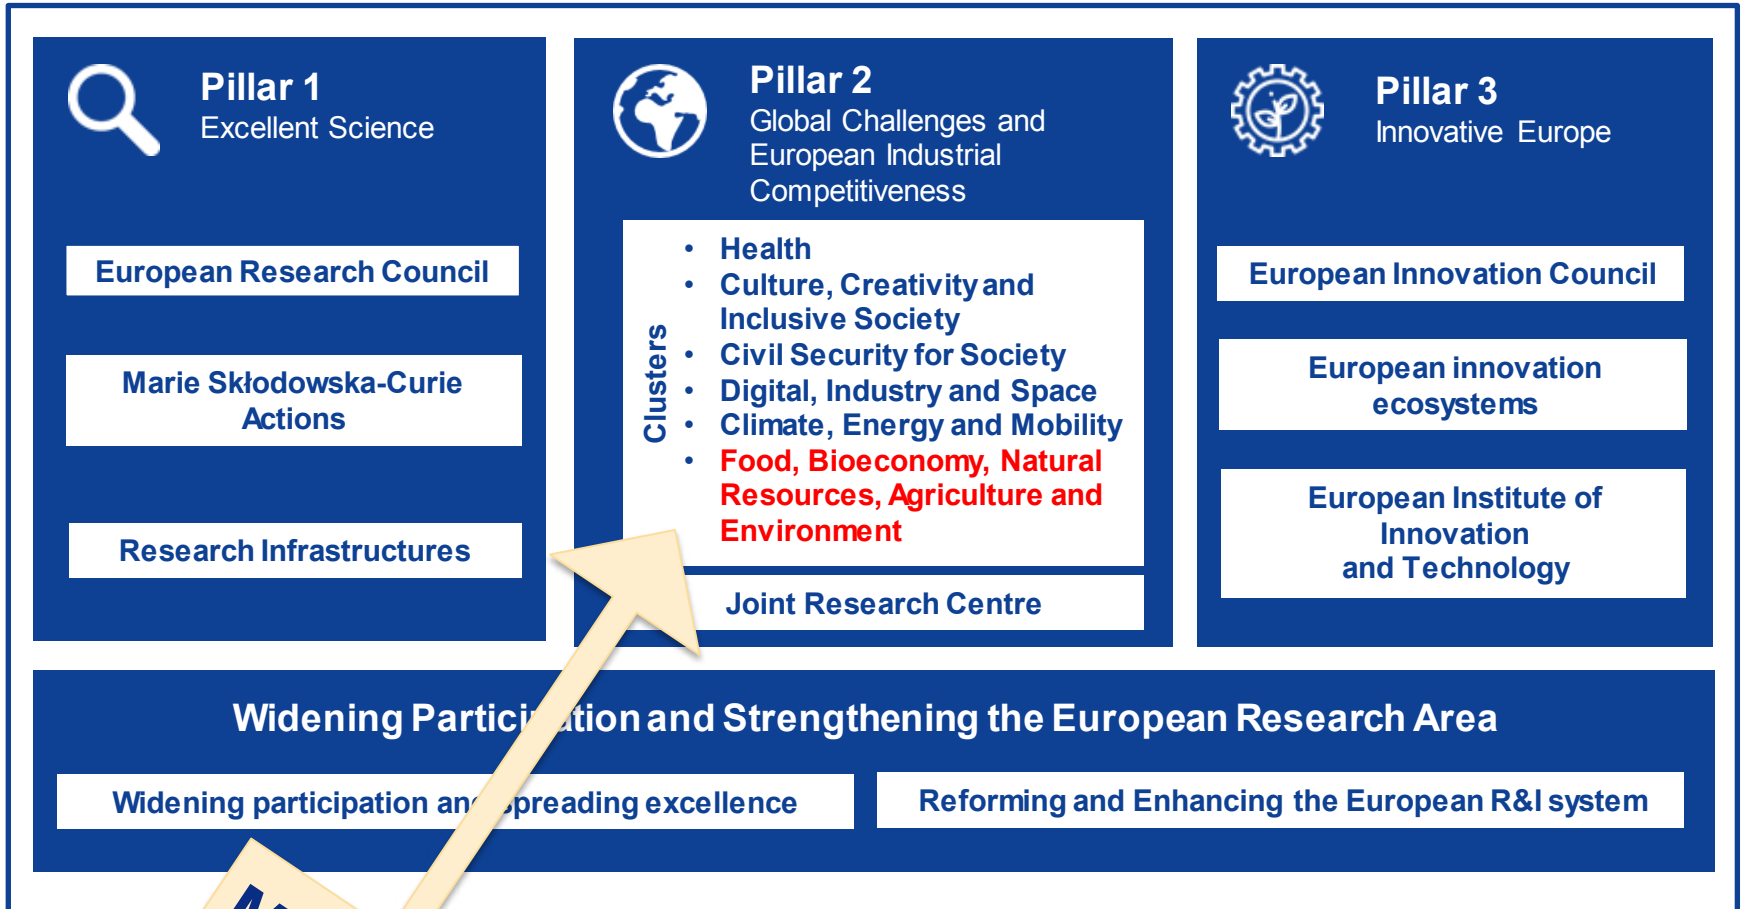 Pillar 1
Excellent Science
European Research Council
Marie Skłodowska-Curie
Actions
Research Infrastructures
Pillar 2
Global Challenges and
European Industrial
Competitiveness
Clusters
• Health
• Culture, Creativity and
Inclusive Society
• Civil Security for Society
• Digital, Industry and Space
• Climate, Energy and Mobility
• Food, Bioeconomy, Natural
Resources, Agriculture and
Environment
Joint Research Centre
Pillar 3
Innovative Europe
European Innovation Council
European innovation
ecosystems
European Institute of
Innovation
and Technology
Widening Participation and Strengthening the European Research Area
Widening participation and spreading excellence
Reforming and Enhancing the European R&I system